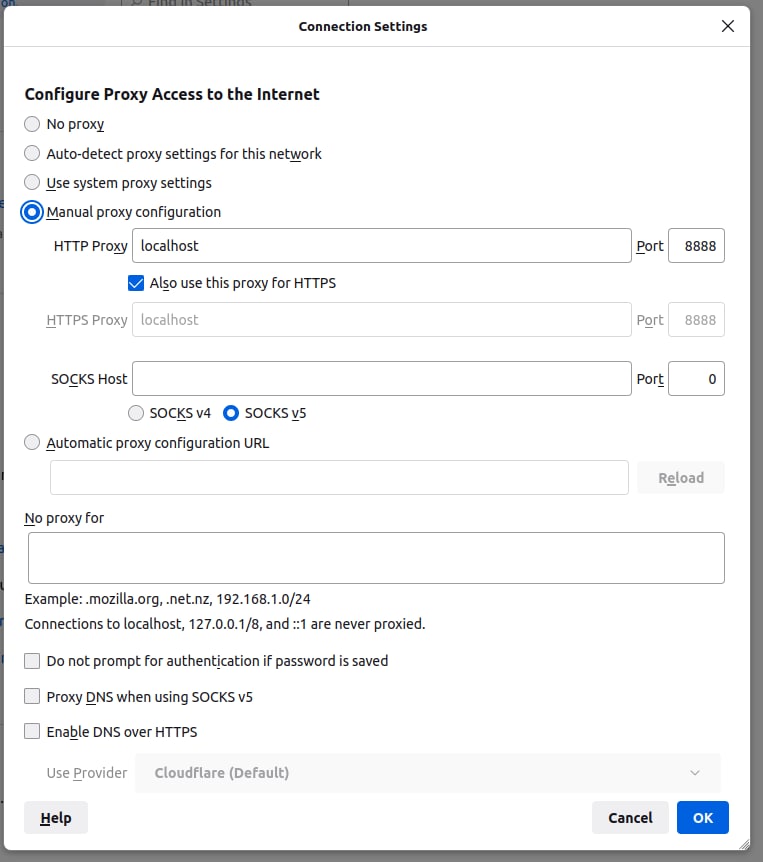 Find in Settings
Connection Settings
Configure Proxy Access to the Internet
No proxy
Auto-detect proxy settings for this network
Use system proxy settings
Manual proxy configuration
HTTP Proxy localhost Port 8888
Also use this proxy for HTTPS
HTTPS Proxy localhost Port 8888
SOCKS Host Port 0
SOCKS v4 SOCKS v5
Automatic proxy configuration URL
Reload
No proxy for
Example: .mozilla.org, .net.nz, 192.168.1.0/24
Connections to localhost, 127.0.0.1/8, and ::1 are never proxied.
Do not prompt for authentication if password is saved
Proxy DNS when using SOCKS v5
Enable DNS over HTTPS
Use Provider Cloudflare (Default)
Help Cancel OK